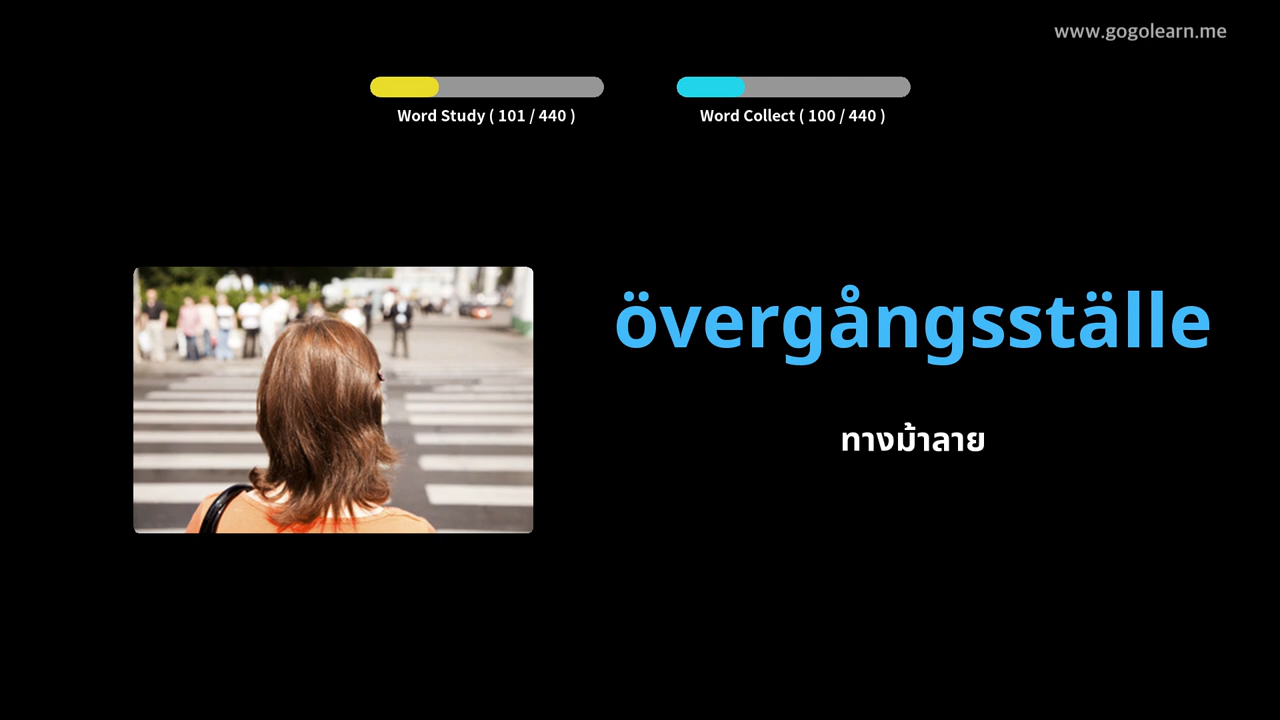 www.gogolearn.me
Word Study ( 101 / 440 )
Word Collect ( 100 / 440 )
övergångsställe
ทางม้าลาย